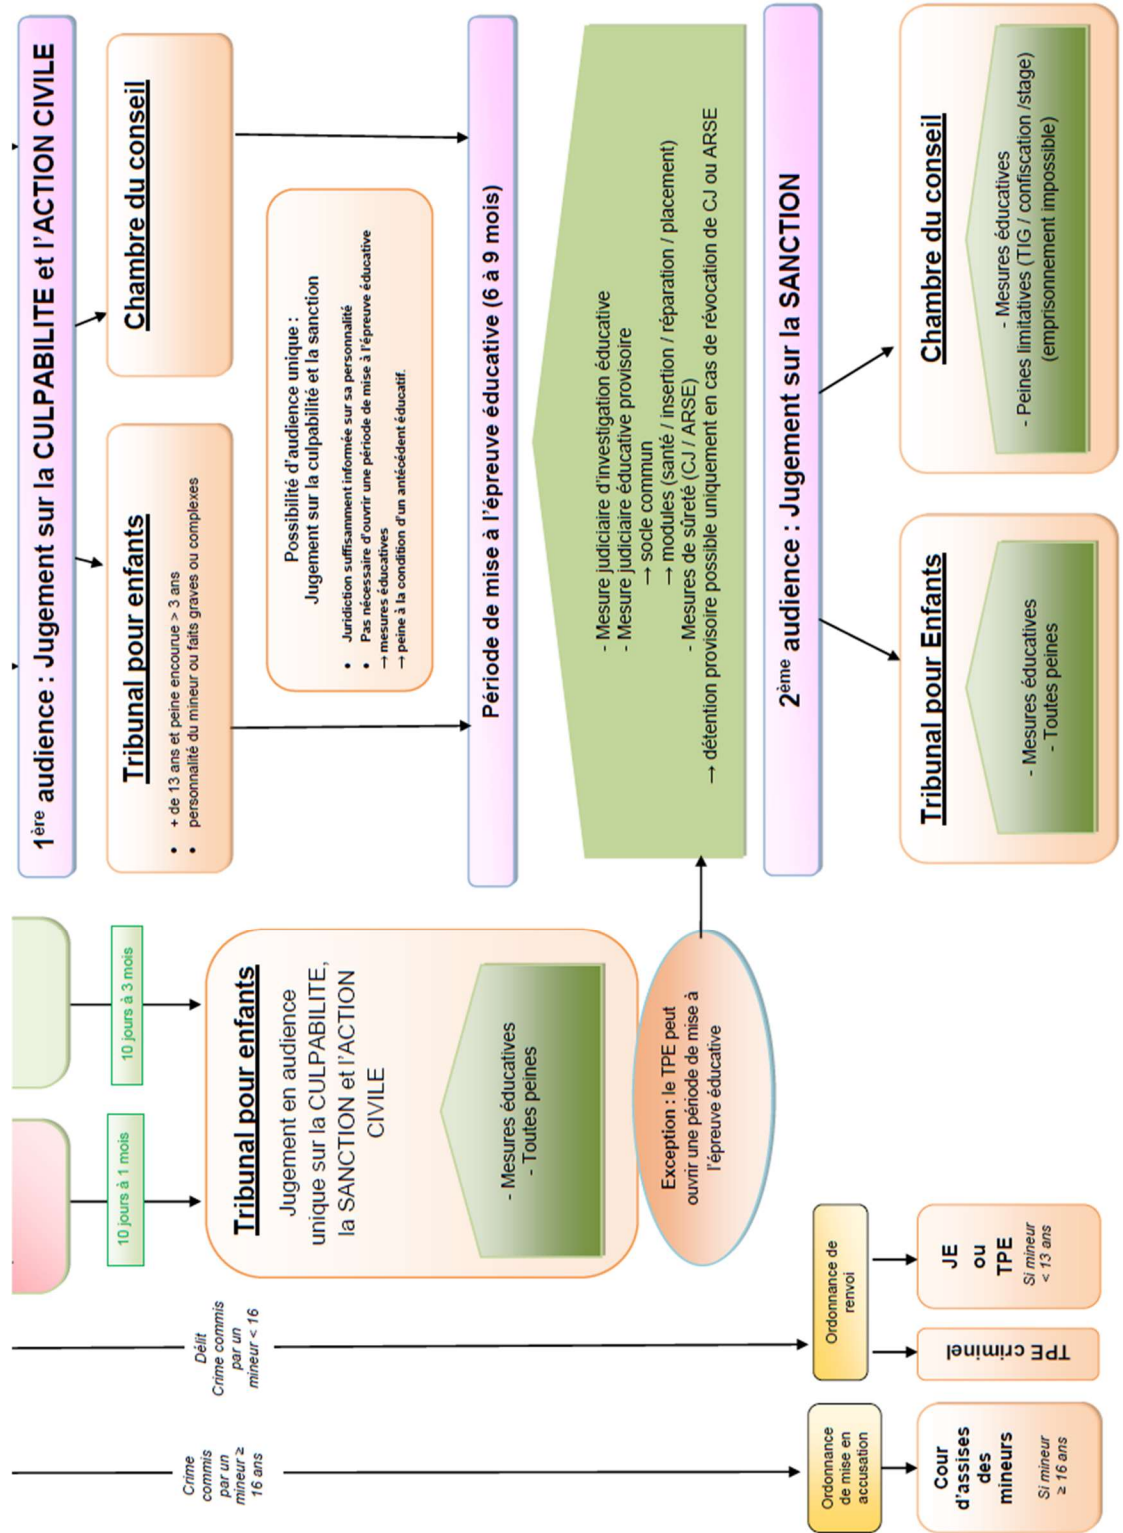 1ère audience : Jugement sur la CULPABILITE et l'ACTION CIVILE
Tribunal pour enfants
• + de 13 ans et peine encourue > 3 ans
• personnalité du mineur ou faits graves ou complexes
Chambre du conseil
Possibilité d'audience unique :
Jugement sur la culpabilité et la sanction
• Juridiction suffisamment informée sur sa personnalité
• Pas nécessaire d'ouvrir une période de mise à l'épreuve éducative
→ mesures éducatives
→ peine à la condition d'un antécédent éducatif.
Période de mise à l'épreuve éducative (6 à 9 mois)
- Mesure judiciaire d'investigation éducative
- Mesure judiciaire éducative provisoire
→ socle commun
→ modules (santé / insertion / réparation / placement)
- Mesures de sûreté (CJ / ARSE)
→ détention provisoire possible uniquement en cas de révocation de CJ ou ARSE
2ème audience : Jugement sur la SANCTION
Tribunal pour Enfants
- Mesures éducatives
- Toutes peines
Chambre du conseil
- Mesures éducatives
- Peines limitatives (TIG / confiscation /stage)
(emprisonnement impossible)
10 jours à 1 mois
10 jours à 3 mois
Tribunal pour enfants
Jugement en audience
unique sur la CULPABILITE,
la SANCTION et l'ACTION
CIVILE
- Mesures éducatives
- Toutes peines
Exception : le TPE peut
ouvrir une période de mise à
l'épreuve éducative
Crime
commis
par un
mineur ≥
16 ans
Délit
Crime commis
par un
mineur < 16
Ordonnance
de mise en
accusation
Ordonnance de
renvoi
Cour
d'assises
des
mineurs
Si mineur
≥ 16 ans
TPE criminel
JE
ou
TPE
Si mineur
< 13 ans